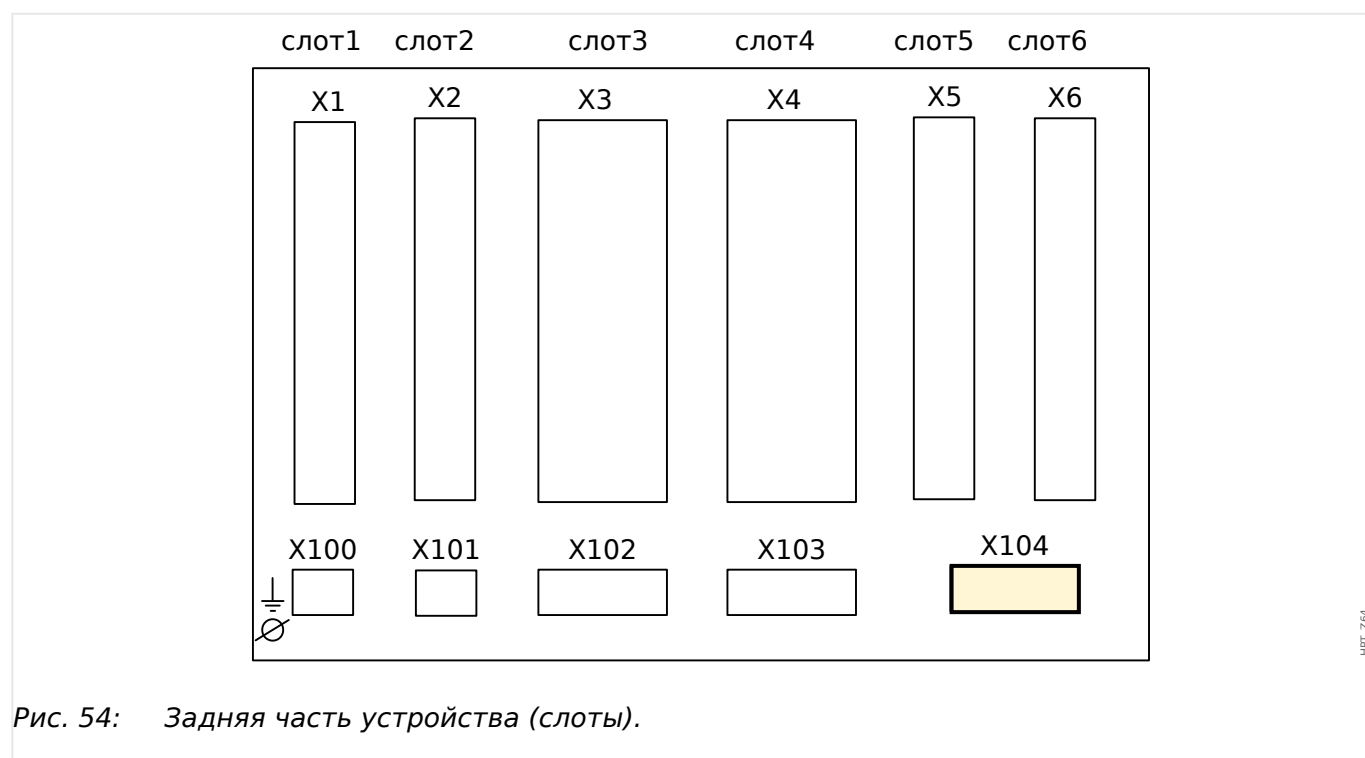 слот1 слот2 слот3 слот4 слот5 слот6
X1 X2 X3 X4 X5 X6
X100 X101 X102 X103 X104
Рис. 54: Задняя часть устройства (слоты).